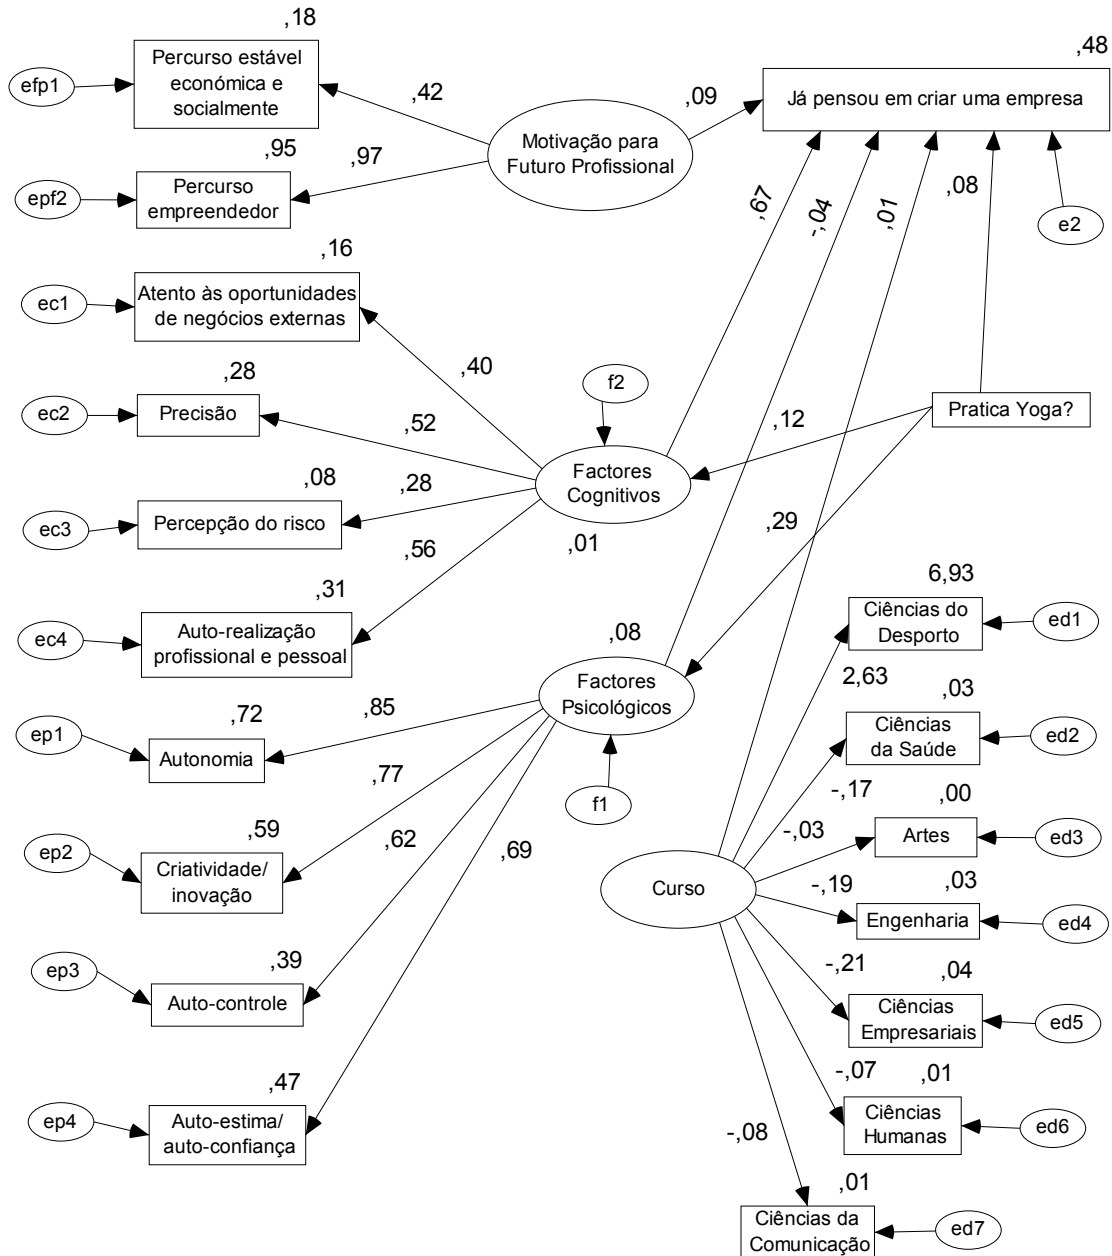 ,18
,48
efp1
Percurso estável
económica e
socialmente
,42
,09
Já pensou em criar uma empresa
Motivação para
Futuro Profissional
,95
,97
epf2
Percurso
empreendedor
,67
-,04
,01
,08
e2
,16
ec1
Atento às oportunidades
de negócios externas
,40
,28
f2
ec2
Precisão
,52
,12
Pratica Yoga?
Factores
Cognitivos
,08
,28
ec3
Percepção do risco
,01
,29
,56
,31
6,93
ec4
Auto-realização
profissional e pessoal
Ciências do
Desporto
ed1
,08
Factores
Psicológicos
2,63
,03
,72
,85
ep1
Autonomia
Ciências
da Saúde
ed2
,77
f1
-,17
,00
,59
,62
,69
-,03
Artes
ed3
ep2
Criatividade/
inovação
Curso
-,19
,03
Engenharia
ed4
,39
ep3
Auto-controle
-,21
,04
Ciências
Empresariais
ed5
,47
-,07
,01
ep4
Auto-estima/
auto-confiança
-,08
Ciências
Humanas
ed6
,01
Ciências da
Comunicação
ed7